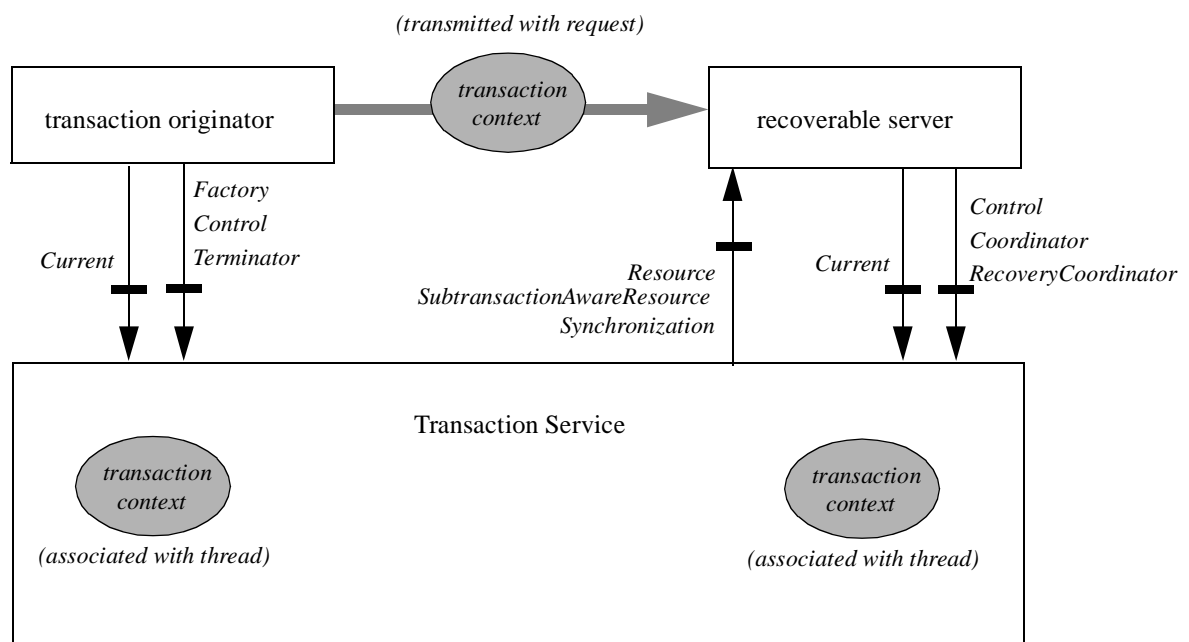 (transmitted with request)
transaction
context
transaction originator
recoverable server
Factory
Control
Terminator
Current
Resource
SubtransactionAwareResource
Synchronization
Current
Control
Coordinator
RecoveryCoordinator
Transaction Service
transaction
context
(associated with thread)
transaction
context
(associated with thread)